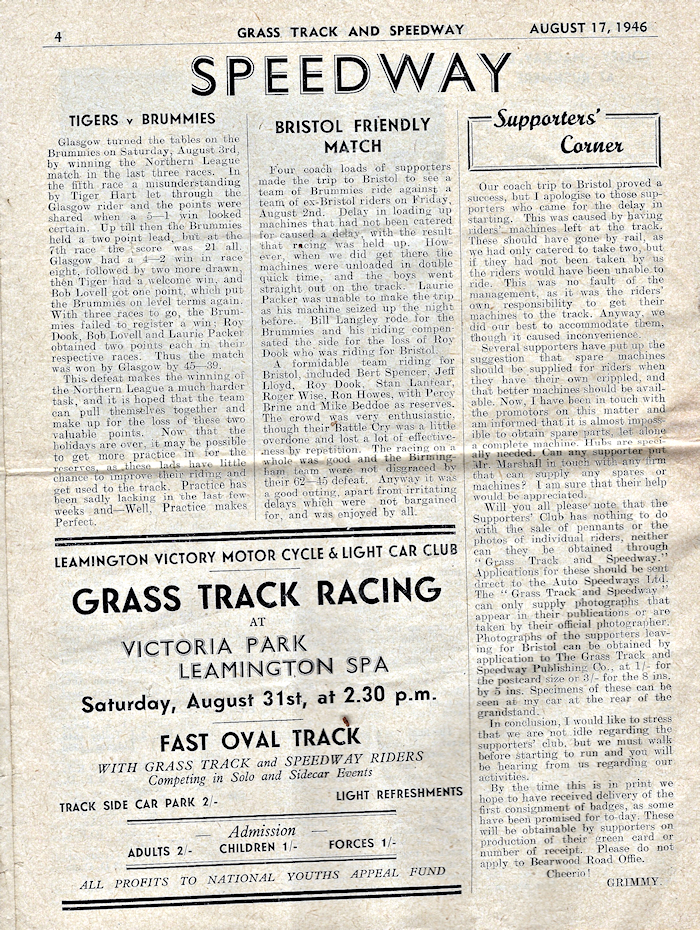 4
GRASS TRACK AND SPEEDWAY
AUGUST 17, 1946
SPEEDWAY
TIGERS v BRUMMIES
Glasgow turned the tables on the
Brummies on Saturday, August 3rd,
by winning the Northern League
match in the last three races. In
the fifth race a misunderstanding
by Tiger Hart let through the
Glasgow rider and the points were
shared when a 5—1 win looked
certain. Up till then the Brummies
held a two point lead, but at the
7th race the score was 21 all.
Glasgow had a 4—2 win in race
eight, followed by two more drawn,
then Tiger had a welcome win, and
Bob Lovell got one point, which put
the Brummies on level terms again.
With three races to go, the Brum-
mies failed to register a win; Roy
Dook, Bob Lovell and Laurie Packer
obtained two points each in their
respective races. Thus the match
was won by Glasgow by 45—39.
This defeat makes the winning of
the Northern League a much harder
task, and it is hoped that the team
can pull themselves together and
make up for the loss of these two
valuable points. Now that the
holidays are over, it may be possible
to get more practice in for the
reserves, as these lads have little
chance to improve their riding and
get used to the track. Practice has
been sadly lacking in the last few
weeks and—Well, Practice makes
Perfect.
BRISTOL FRIENDLY
MATCH
Four coach loads of supporters
made the trip to Bristol to see a
team of Brummies ride against a
team of ex-Bristol riders on Friday,
August 2nd. Delay in loading up
machines that had not been catered
for caused a delay, with the result
that racing was held up. How-
ever, when we did get there the
machines were unloaded in double
quick time, and the boys went
straight out on the track. Laurie
Packer was unable to make the trip
as his machine seized up the night
before. Bill Langley rode for the
Brummies and his riding compen
sated the side for the loss of Roy
Dook who was riding for Bristol.
A formidable team riding for
Bristol, included Bert Spencer, Jeff
Lloyd, Roy Dook, Stan Lanfear,
Roger Wise, Ron Howes, with Percy
Brine and Mike Beddoe as reserves.
The crowd was very enthusiastic,
though their Battle Cry was a little
overdone and lost a lot of effective-
ness by repetition. The racing on a
whole was good and the Birming-
ham team were not disgraced by
their 62—45 defeat. Anyway it was
a good outing, apart from irritating
delays which were not bargained
for, and was enjoyed by all.
Supporters'
Corner
Our coach trip to Bristol proved a
success, but I apologise to those sup-
porters who came for the delay in
starting. This was caused by having
riders' machines left at the track.
These should have gone by rail, as
we had only catered to take two, but
if they had not been taken by us
the riders would have been unable to
ride. This was no fault of the
management, as it was the riders'
own, responsibility to get their
machines to the track. Anyway, we
did our best to accommodate them,
though it caused inconvenience.
Several supporters have put up the
suggestion that spare machines
should be supplied for riders when
they have their own crippled, and
that better machines should be avail-
able. Now, I have been in touch with
the promotors on this matter and
am informed that it is almost imposs-
ible to obtain spare parts, let alone
a complete machine. Hubs are speci-
ally needed. Can any supporter put
Mr. Marshall in touch with any firm
that can supply any spares or
machines? I am sure that their help
would be appreciated.
Will you all please note that the
Supporters' Club has nothing to do
with the sale of pennants or the
photos of individual riders, neither
can they be obtained through
"Grass Track and Speedway."
Applications for these should be sent
direct to the Auto Speedways Ltd.
The "Grass Track and Speedway"
can only supply photographs that
appear in their publications or are
taken by their official photographer.
Photographs of the supporters leav-
ing for Bristol can be obtained by
application to The Grass Track and
Speedway Publishing Co., at 1/- for
the postcard size or 3/- for the 8 ins.
by 5 ins. Specimens of these can be
seen at my car at the rear of the
grandstand.
In conclusion, I would like to stress
that we are not idle regarding the
supporters' club, but we must walk
before starting to run and you will
be hearing from us regarding our
activities.
By the time this is in print we
hope to have received delivery of the
first consignment of badges, as some
have been promised for to-day. These
will be obtainable by supporters on
production of their green card or
number of receipt. Please do not
apply to Bearwood Road Offie.
Cheerio!
GRIMMY.
LEAMINGTON VICTORY MOTOR CYCLE & LIGHT CAR CLUB
GRASS TRACK RACING
AT
VICTORIA PARK
LEAMINGTON SPA
Saturday, August 31st, at 2.30 p.m.
FAST OVAL TRACK
WITH GRASS TRACK and SPEEDWAY RIDERS
Competing in Solo and Sidecar Events
TRACK SIDE CAR PARK 2/-
LIGHT REFRESHMENTS
— Admission —
ADULTS 2/- CHILDREN 1/- FORCES 1/-
ALL PROFITS TO NATIONAL YOUTHS APPEAL FUND